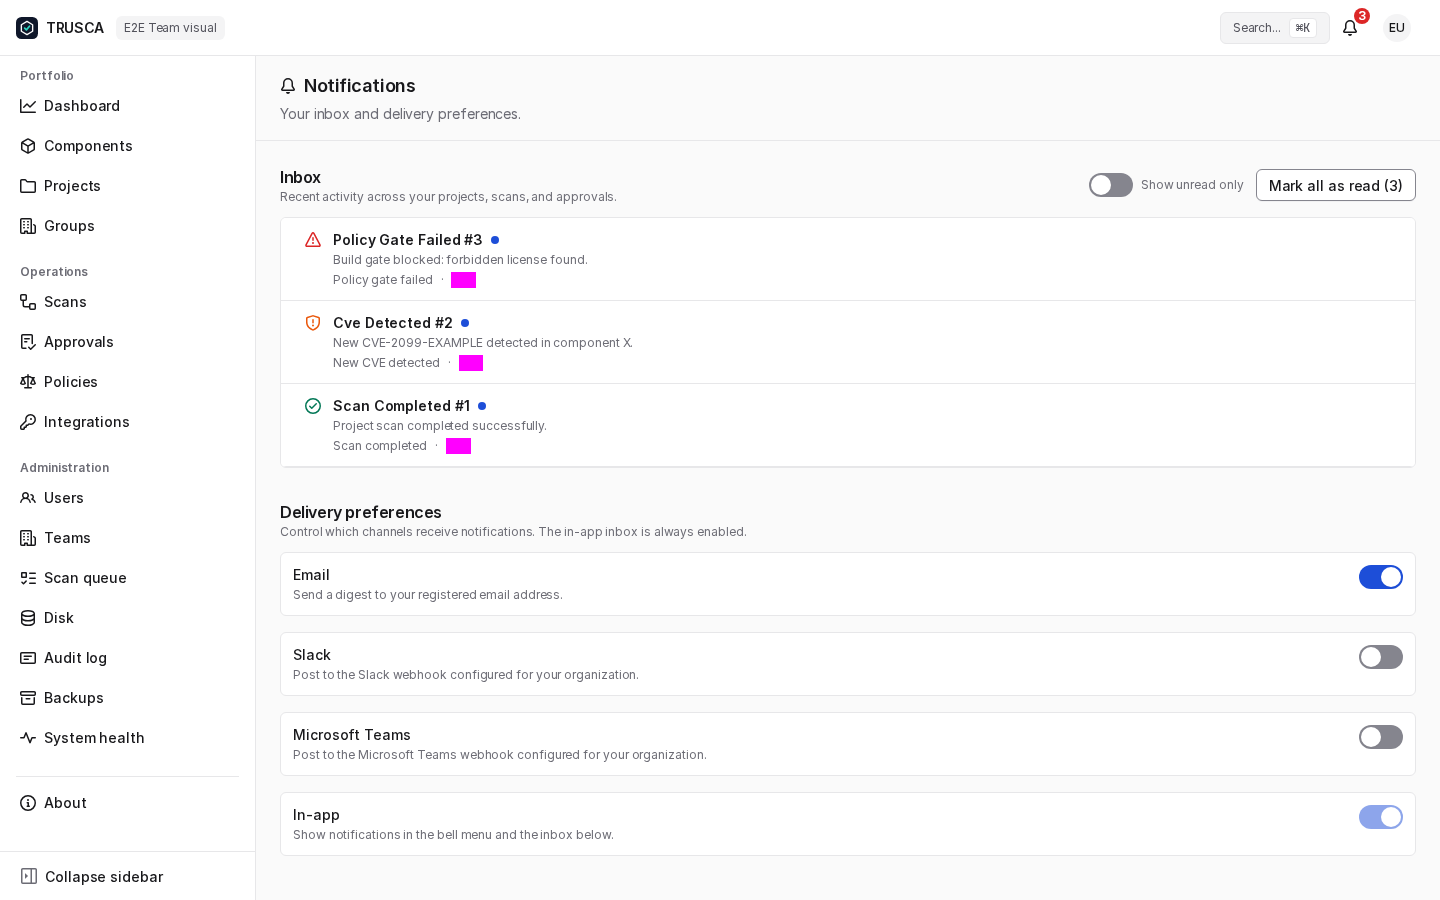 TRUSCA
E2E Team visual
Search...
⌘K
3
EU
Portfolio
Dashboard
Components
Projects
Groups
Operations
Scans
Approvals
Policies
Integrations
Administration
Users
Teams
Scan queue
Disk
Audit log
Backups
System health
About
Collapse sidebar
Notifications
Your inbox and delivery preferences.
Inbox
Recent activity across your projects, scans, and approvals.
Show unread only
Mark all as read (3)
Policy Gate Failed #3
Build gate blocked: forbidden license found.
Policy gate failed ·
Cve Detected #2
New CVE-2099-EXAMPLE detected in component X.
New CVE detected ·
Scan Completed #1
Project scan completed successfully.
Scan completed ·
Delivery preferences
Control which channels receive notifications. The in-app inbox is always enabled.
Email
Send a digest to your registered email address.
Slack
Post to the Slack webhook configured for your organization.
Microsoft Teams
Post to the Microsoft Teams webhook configured for your organization.
In-app
Show notifications in the bell menu and the inbox below.